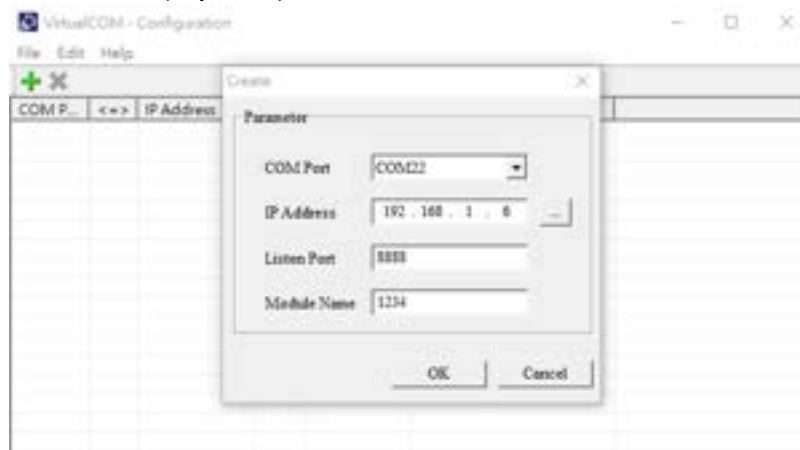 VirtualCOM - Configuration
File Edit Help
Create
COM P... <=> IP Address
Parameter
COM Port COM22
IP Address 192 . 168 . 1 . 6 ...
Listen Port 8888
Module Name 1234
OK Cancel